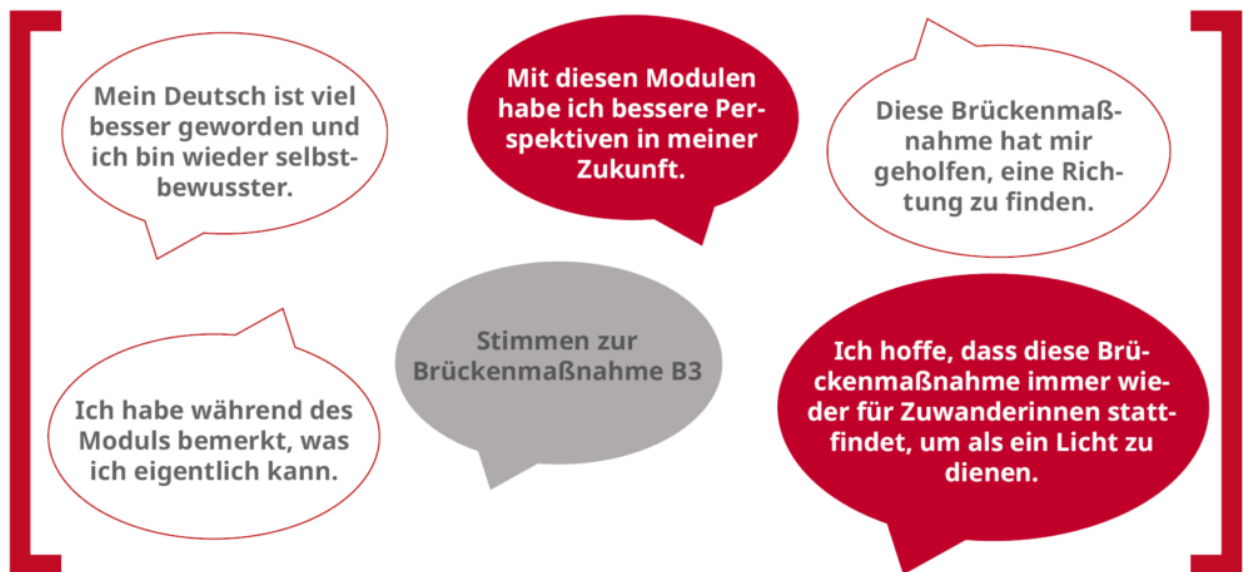 Mein Deutsch ist viel
besser geworden und
ich bin wieder selbst-
bewusster.
Mit diesen Modulen
habe ich bessere Per-
spektiven in meiner
Zukunft.
Diese Brückenmaß-
nahme hat mir
geholfen, eine Rich-
tung zu finden.
Ich habe während des
Moduls bemerkt, was
ich eigentlich kann.
Stimmen zur
Brückenmaßnahme B3
Ich hoffe, dass diese Brü-
ckenmaßnahme immer wie-
der für Zuwanderinnen statt-
findet, um als ein Licht zu
dienen.